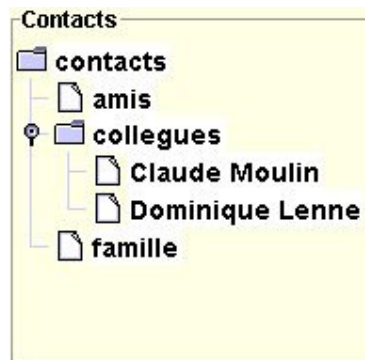 Contacts
contacts
amis
collegues
Claude Moulin
Dominique Lenne
famille